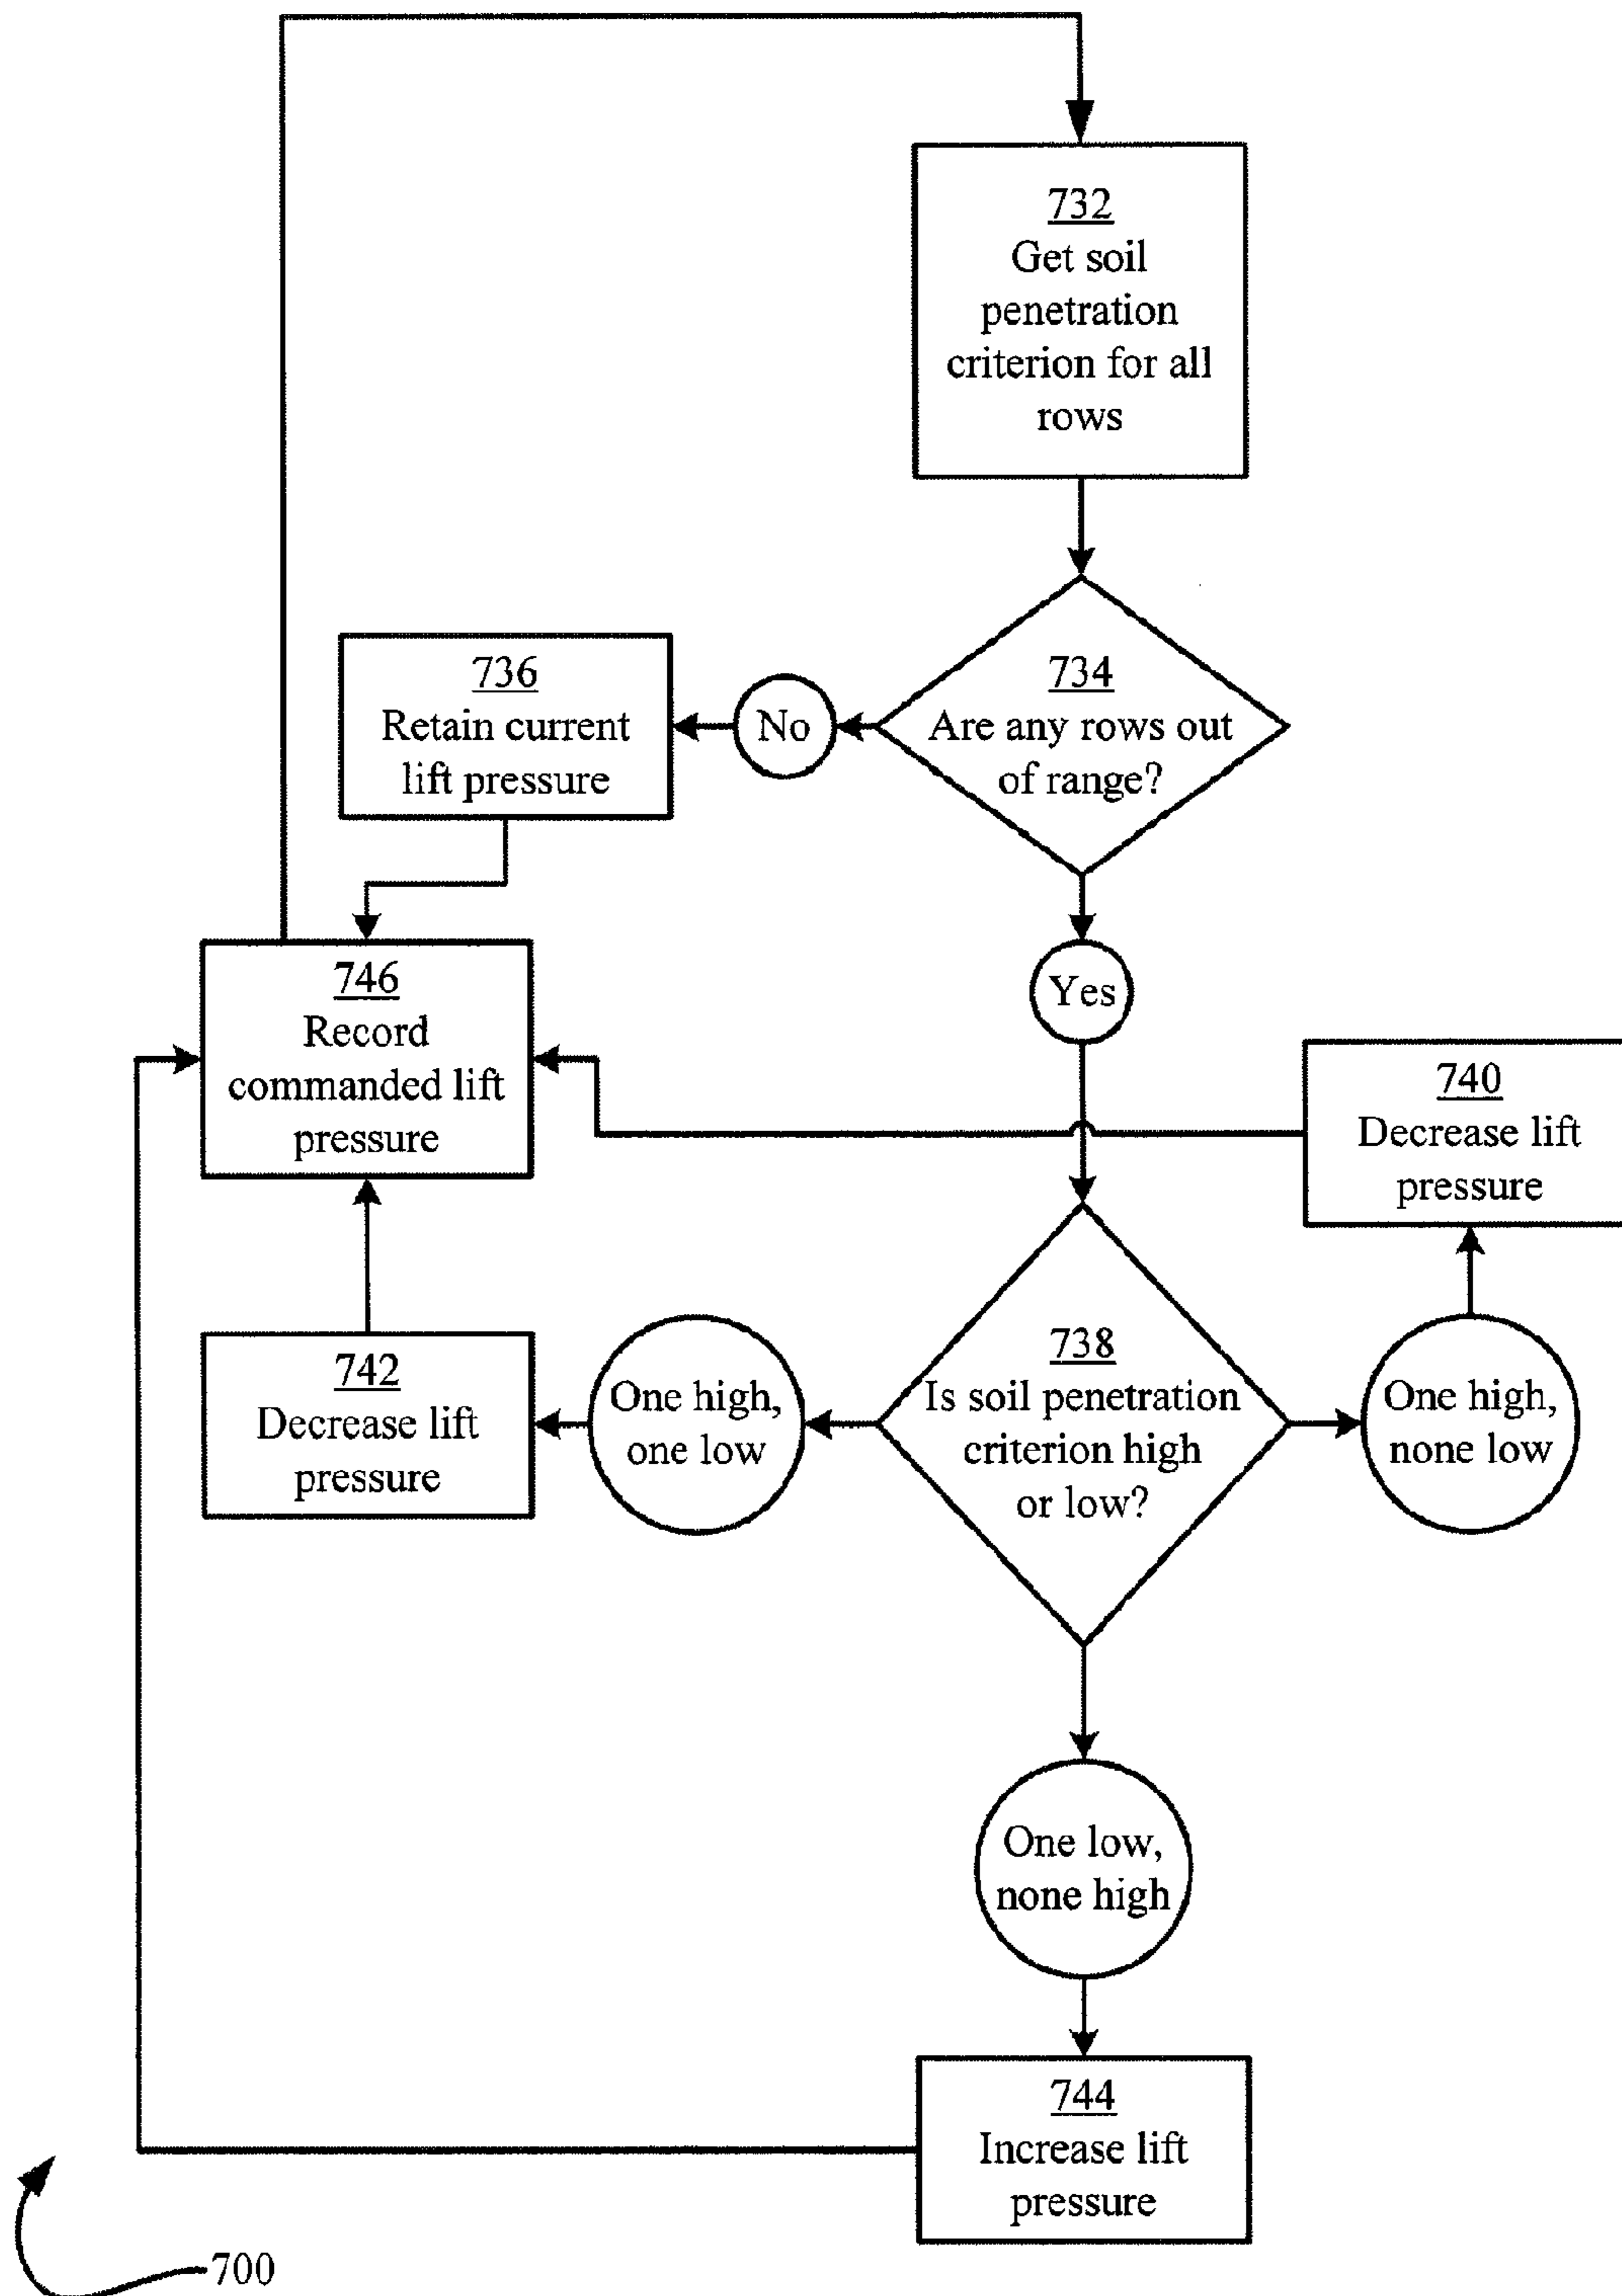 732
Get soil
penetration
criterion for all
rows
734
Are any rows out
of range?
No
736
Retain current
lift pressure
Yes
746
Record
commanded lift
pressure
740
Decrease lift
pressure
738
Is soil penetration
criterion high
or low?
One high,
one low
742
Decrease lift
pressure
One high,
none low
One low,
none high
744
Increase lift
pressure
700